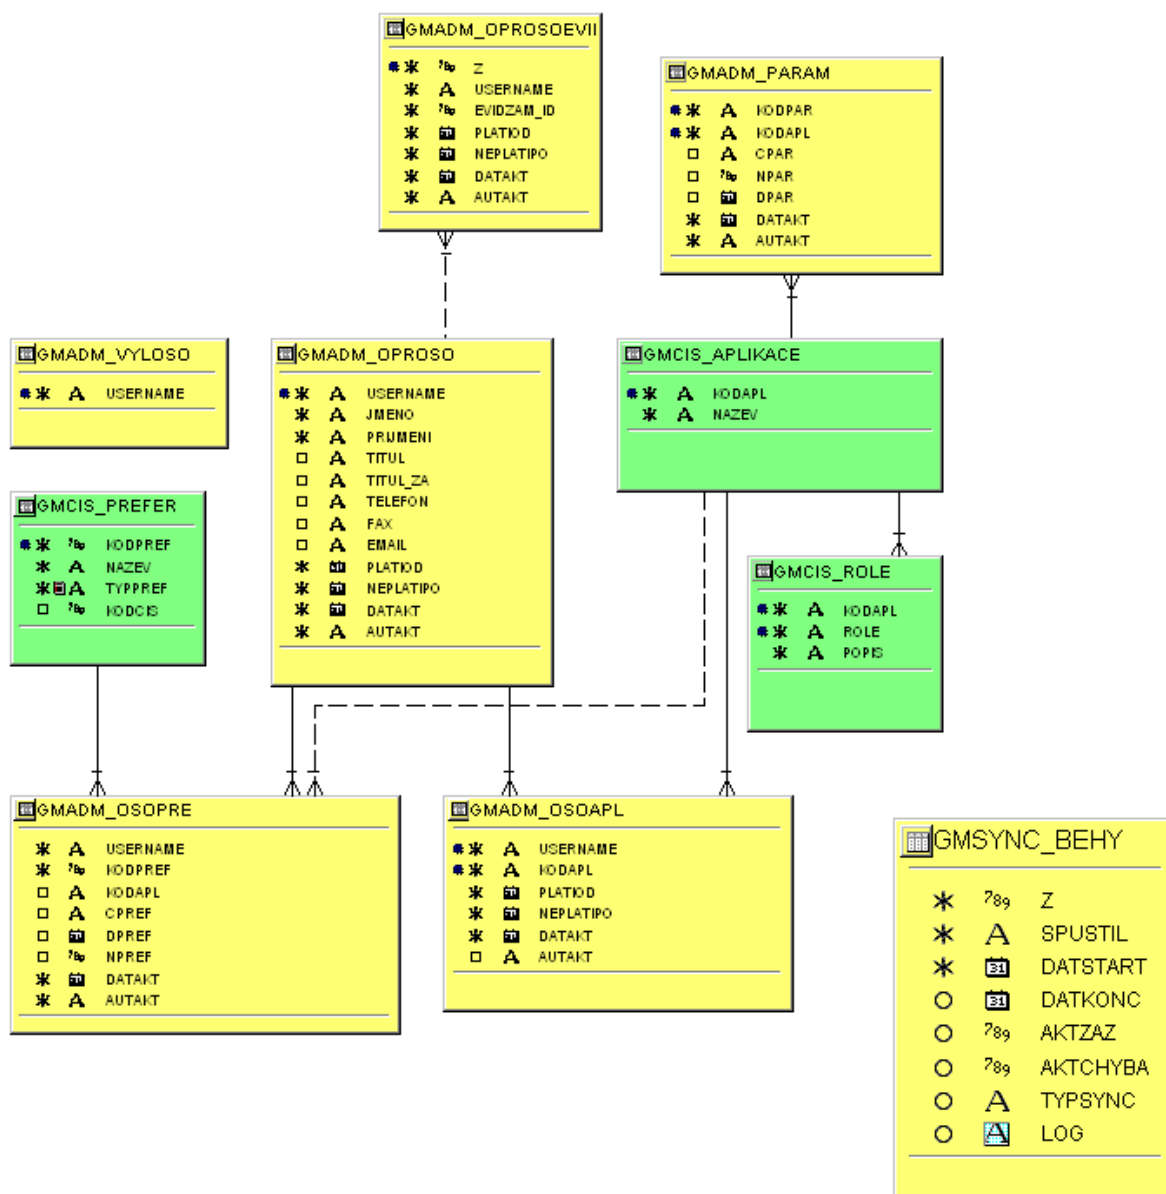 GMADM_OPROSOEVII
Z
USERNAME
EVIDZAM_ID
PLATIOD
NEPLATIPO
DATAKT
AUTAKT
GMADM_PARAM
KODPAR
KODAPL
CPAR
NPAR
DPAR
DATAKT
AUTAKT
GMADM_VYLOSO
USERNAME
GMADM_OPROSO
USERNAME
JMENO
PRIJMENI
TITUL
TITUL_ZA
TELEFON
FAX
EMAIL
PLATIOD
NEPLATIPO
DATAKT
AUTAKT
GMCIS_APLIKACE
KODAPL
NAZEV
GMCIS_PREFER
KODPREF
NAZEV
TYPPREF
KODCIS
GMCIS_ROLE
KODAPL
ROLE
POPIS
GMADM_OSOPRE
USERNAME
KODPREF
KODAPL
CPREF
DPREF
NPREF
DATAKT
AUTAKT
GMADM_OSOAPL
USERNAME
KODAPL
PLATIOD
NEPLATIPO
DATAKT
AUTAKT
GMSYNC_BEHY
Z
SPUSTIL
DATSTART
DATKONC
AKTZAZ
AKTCHYBA
TYPSYNC
LOG